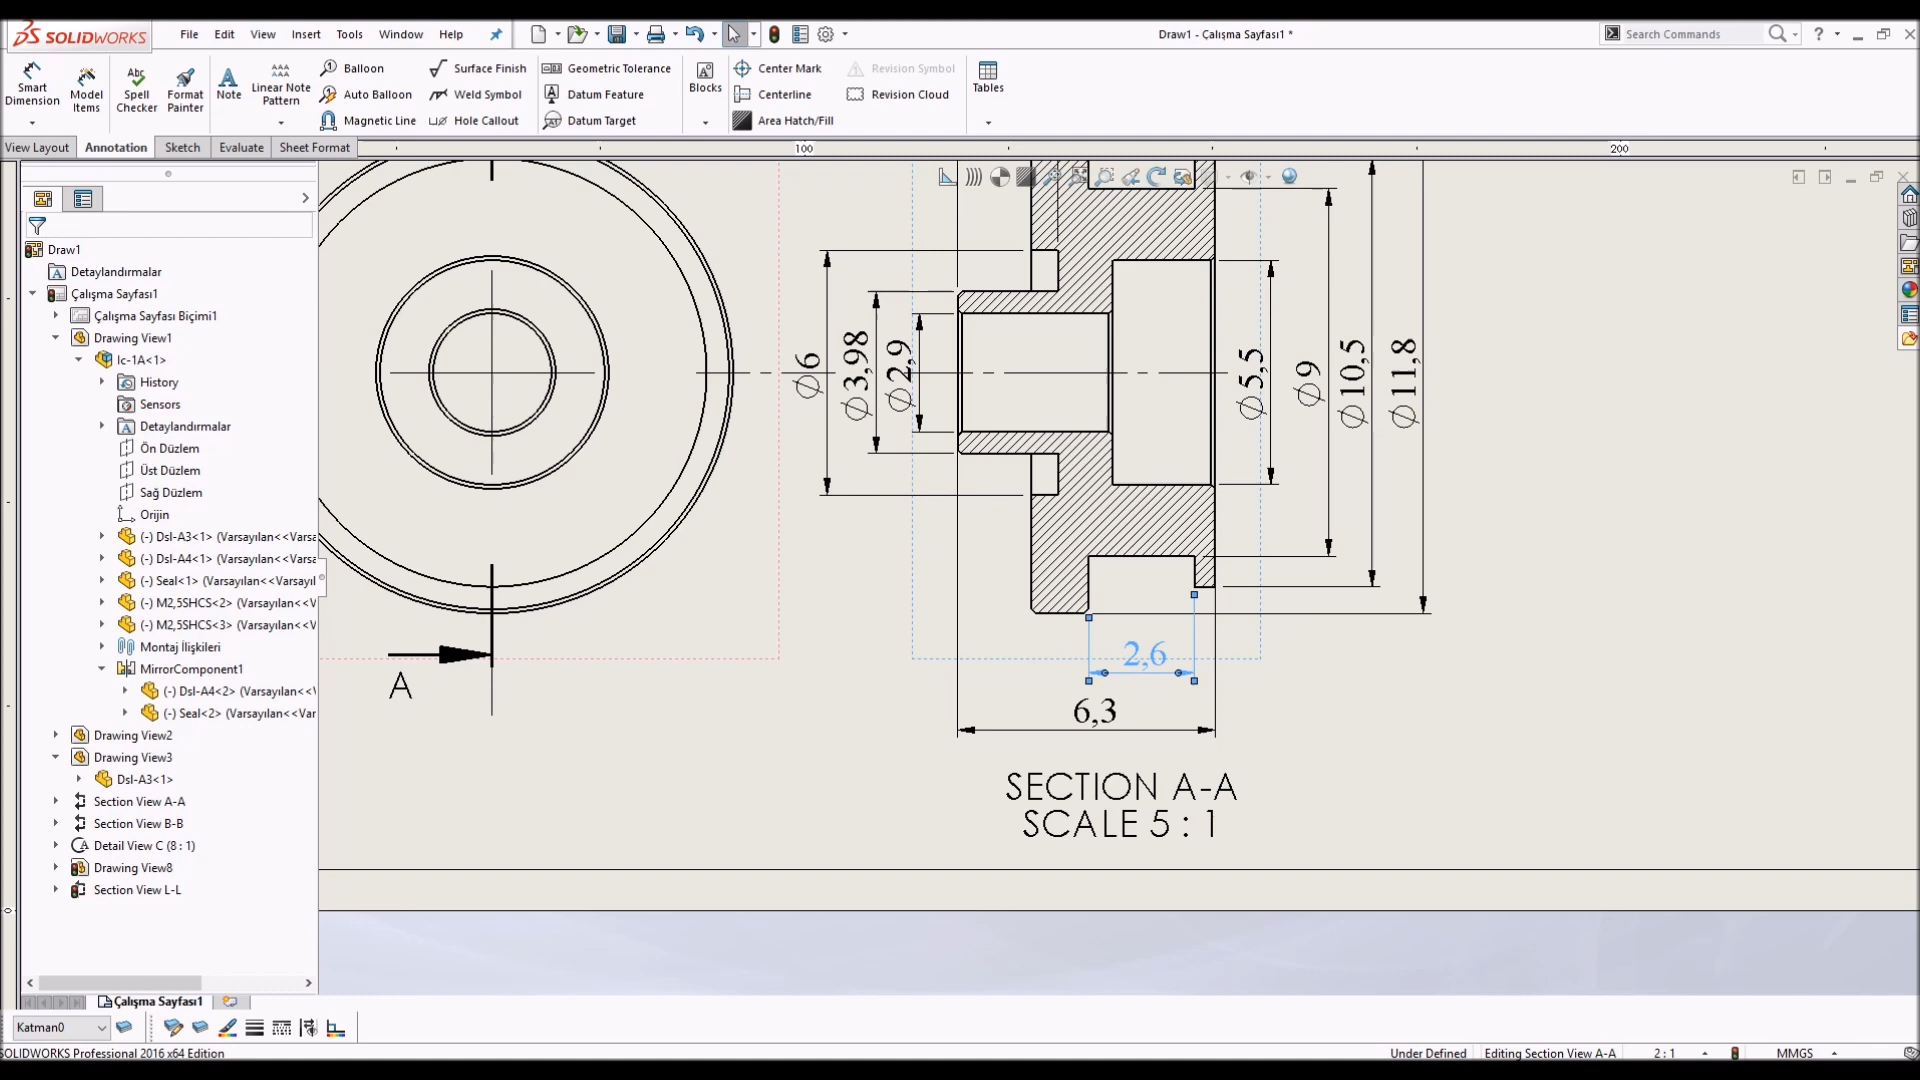 SOLIDWORKS
File Edit View Insert Tools Window Help
Draw1 - Çalışma Sayfası1 *
Search Commands
?
Smart Dimension
Model Items
Spell Checker
Format Painter
Note
Linear Note Pattern
Balloon
Auto Balloon
Magnetic Line
Surface Finish
Weld Symbol
Hole Callout
Geometric Tolerance
Datum Feature
Datum Target
Blocks
Center Mark
Centerline
Area Hatch/Fill
Revision Symbol
Revision Cloud
Tables
View Layout Annotation Sketch Evaluate Sheet Format
100
200
Draw1
Detaylandırmalar
Çalışma Sayfası1
Çalışma Sayfası Biçimi1
Drawing View1
Ic-1A<1>
History
Sensors
Detaylandırmalar
Ön Düzlem
Üst Düzlem
Sağ Düzlem
Orijin
(-) Dsl-A3<1> (Varsayılan<<Varsa
(-) Dsl-A4<1> (Varsayılan<<Varsa
(-) Seal<1> (Varsayılan<<Varsayıl
(-) M2,5SHCS<2> (Varsayılan<<V
(-) M2,5SHCS<3> (Varsayılan<<V
Montaj İlişkileri
MirrorComponent1
(-) Dsl-A4<2> (Varsayılan<<V
(-) Seal<2> (Varsayılan<<Var
Drawing View2
Drawing View3
Dsl-A3<1>
Section View A-A
Section View B-B
Detail View C (8 : 1)
Drawing View8
Section View L-L
∅6
∅3,98
∅2,9
∅5,5
∅9
∅10,5
∅11,8
2,6
6,3
A
SECTION A-A
SCALE 5 : 1
Çalışma Sayfası1
Katman0
SOLIDWORKS Professional 2016 x64 Edition
Under Defined
Editing Section View A-A
2 : 1
MMGS